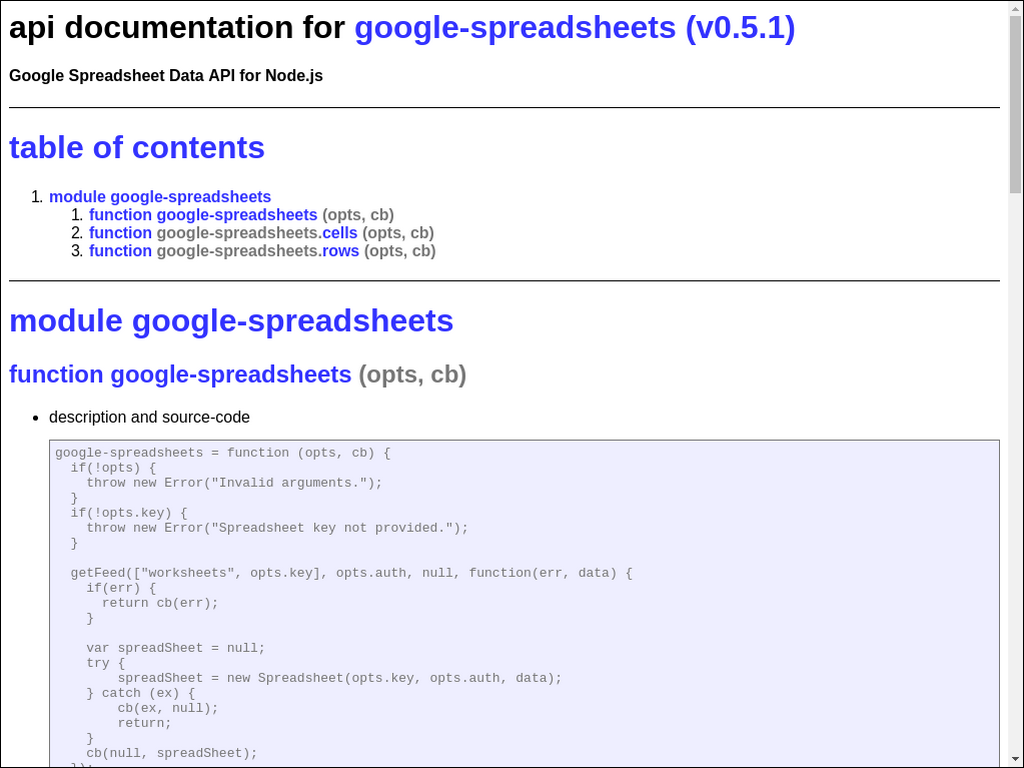 api documentation for google-spreadsheets (v0.5.1)
Google Spreadsheet Data API for Node.js
table of contents
1. module google-spreadsheets
1. function google-spreadsheets (opts, cb)
2. function google-spreadsheets.cells (opts, cb)
3. function google-spreadsheets.rows (opts, cb)
module google-spreadsheets
function google-spreadsheets (opts, cb)
• description and source-code
google-spreadsheets = function (opts, cb) {
  if(!opts) {
    throw new Error("Invalid arguments.");
  }
  if(!opts.key) {
    throw new Error("Spreadsheet key not provided.");
  }
  getFeed(["worksheets", opts.key], opts.auth, null, function(err, data) {
    if(err) {
      return cb(err);
    }
    var spreadSheet = null;
    try {
        spreadSheet = new Spreadsheet(opts.key, opts.auth, data);
    } catch (ex) {
        cb(ex, null);
        return;
    }
    cb(null, spreadSheet);